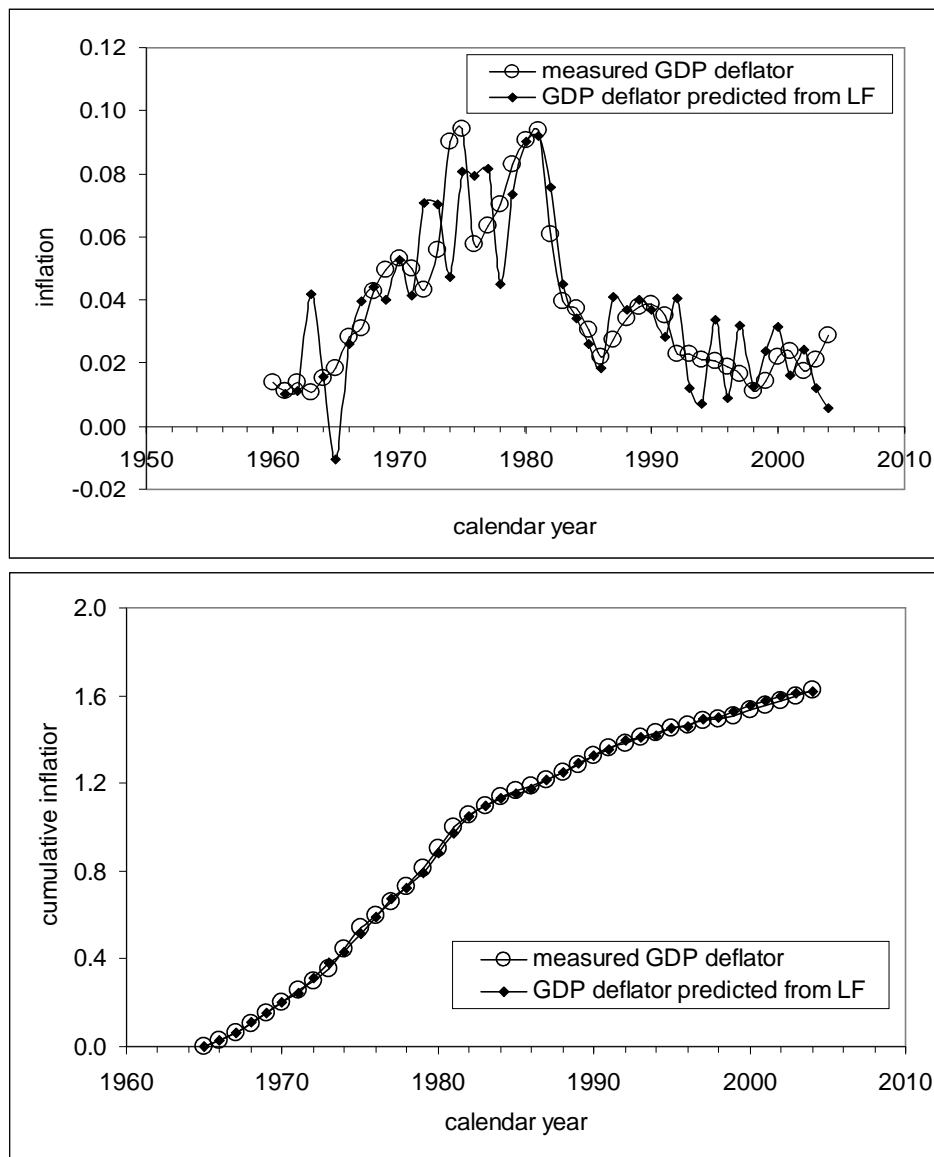 0.12
measured GDP deflator
GDP deflator predicted from LF
0.10
0.08
0.06
0.04
0.02
0.00
-0.02
inflation
1950 1960 1970 1980 1990 2000 2010
calendar year
2.0
1.6
1.2
0.8
0.4
0.0
cumulative inflatior
measured GDP deflator
GDP deflator predicted from LF
1960 1970 1980 1990 2000 2010
calendar year